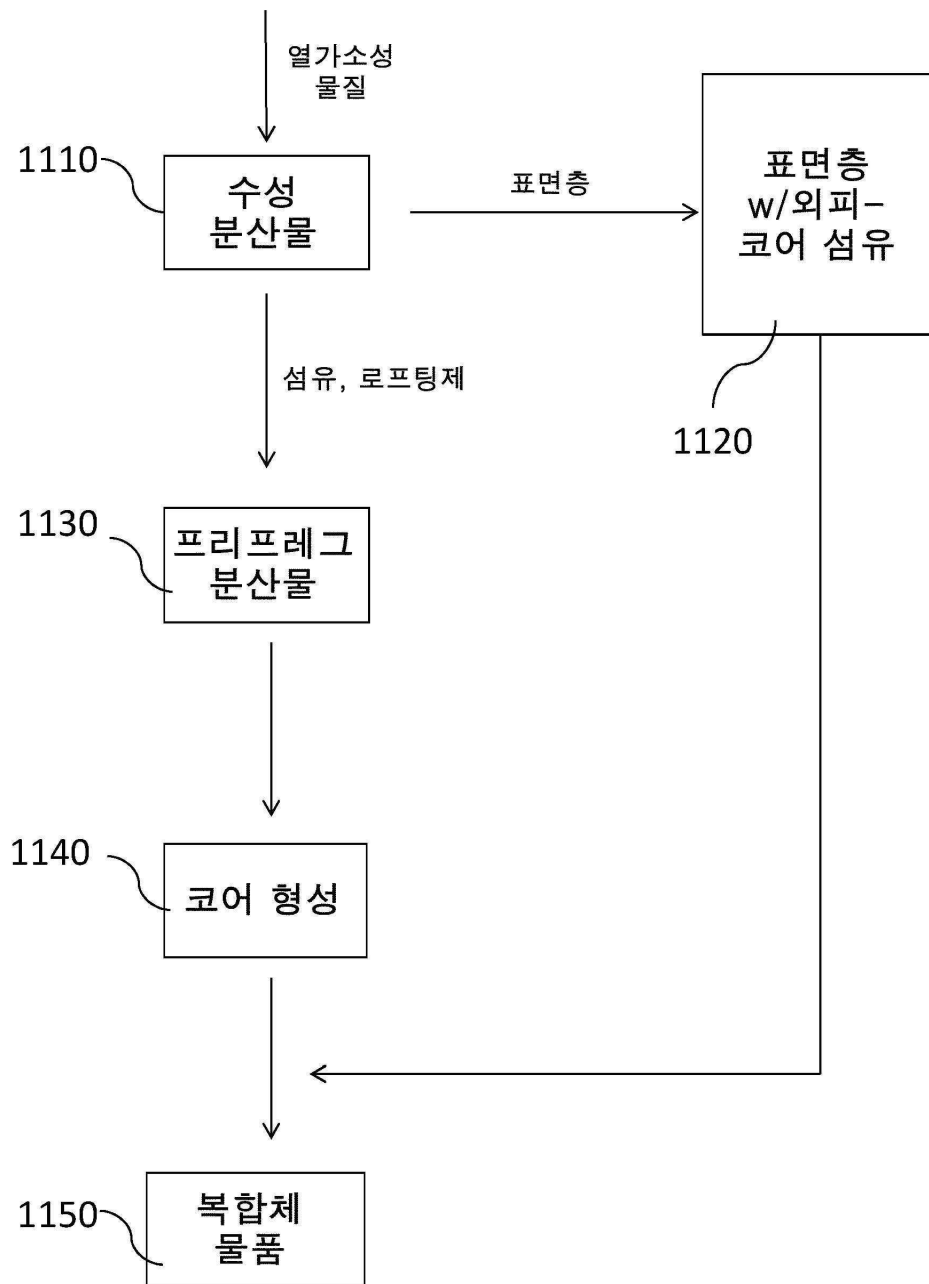 열가소성
물질
1110
수성
분산물
표면층
표면층
w/외피–
코어 섬유
1120
섬유, 로프팅제
1130
프리프레그
분산물
1140
코어 형성
1150
복합체
물품